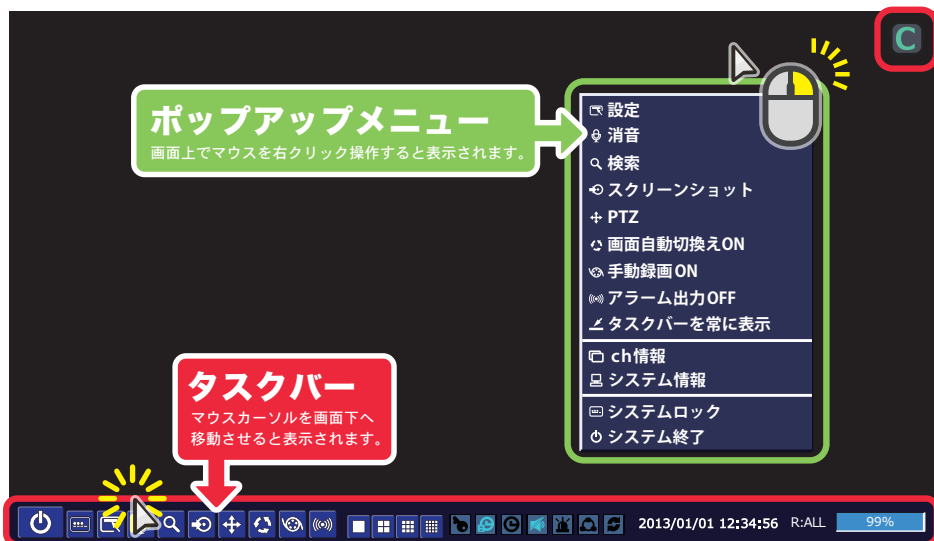 C
ポップアップメニュー
画面上でマウスを右クリック操作すると表示されます。
設定
消音
検索
スクリーンショット
PTZ
画面自動切換えON
手動録画ON
アラーム出力OFF
タスクバーを常に表示
ch情報
システム情報
システムロック
システム終了
タスクバー
マウスカーソルを画面下へ
移動させると表示されます。
2013/01/01 12:34:56 R:ALL 99%